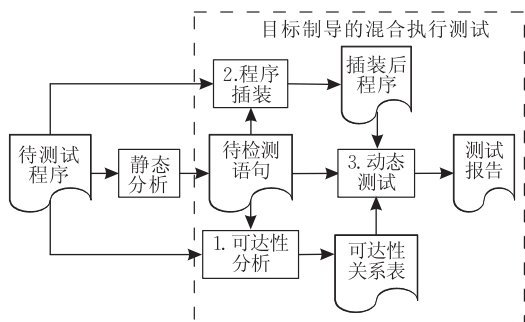 目标制导的混合执行测试
2.程序
插装
插装后
程序
待测试
程序
静态
分析
待检测
语句
3.动态
测试
测试
报告
1.可达性
分析
可达性
关系表